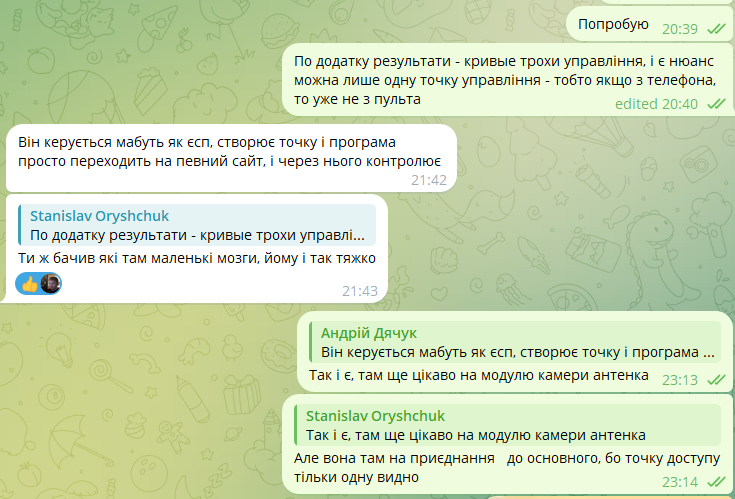 Попробую 20:39
По додатку результати - кривые трохи управління, і є нюанс
можна лише одну точку управління - тобто якщо з телефона,
то уже не з пульта
edited 20:40
Він керується мабуть як єсп, створює точку і програма
просто переходить на певний сайт, і через нього контролює
21:42
Stanislav Oryshchuk
По додатку результати - кривые трохи управлі...
Ти ж бачив які там маленькі мозги, йому і так тяжко
21:43
Андрій Дячук
Він керується мабуть як єсп, створює точку і програма ...
Так і є, там ще цікаво на модулю камери антенка 23:13
Stanislav Oryshchuk
Так і є, там ще цікаво на модулю камери антенка
Але вона там на приєднання до основного, бо точку доступу
тільки одну видно
23:14